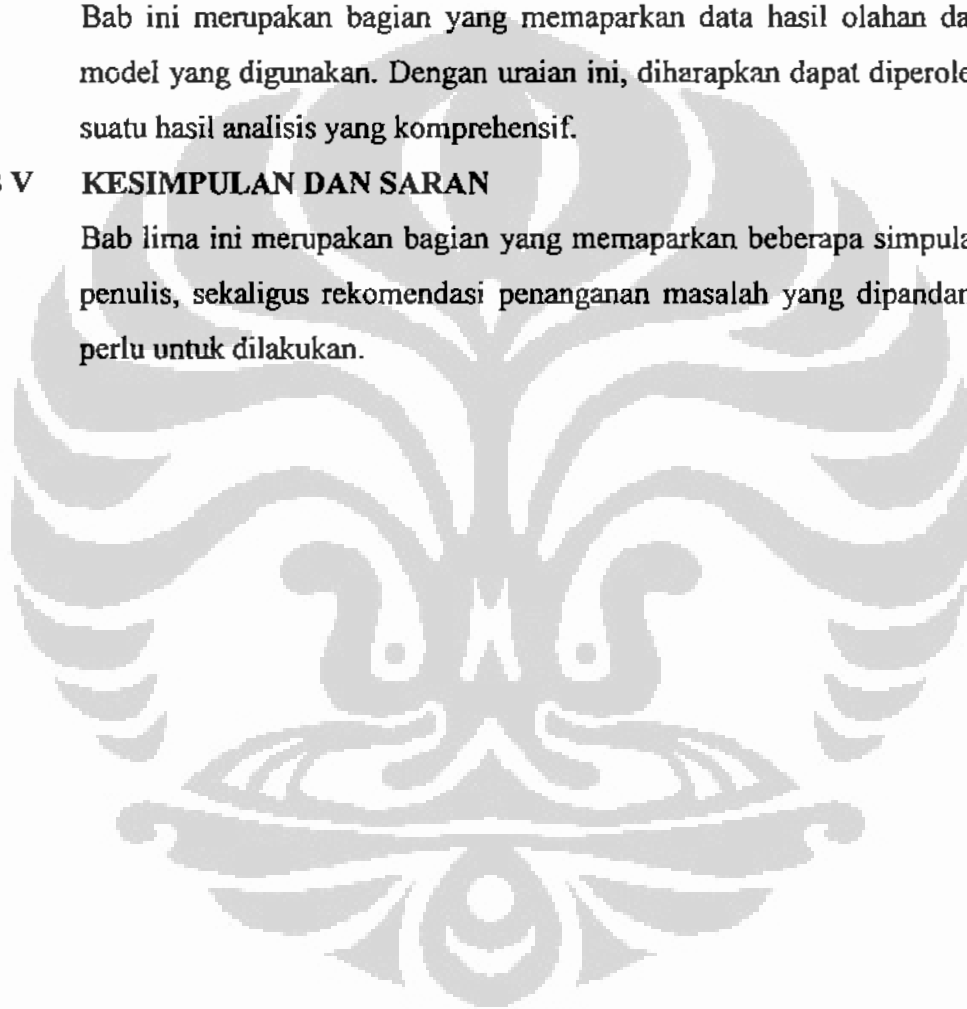 Bab ini merupakan bagian yang memaparkan data hasil olahan da
model yang digunakan. Dengan uraian ini, diharapkan dapat diperole
suatu hasil analisis yang komprehensif.
V KESIMPULAN DAN SARAN
Bab lima ini merupakan bagian yang memaparkan beberapa simpula
penulis, sekaligus rekomendasi penanganan masalah yang dipandan
perlu untuk dilakukan.